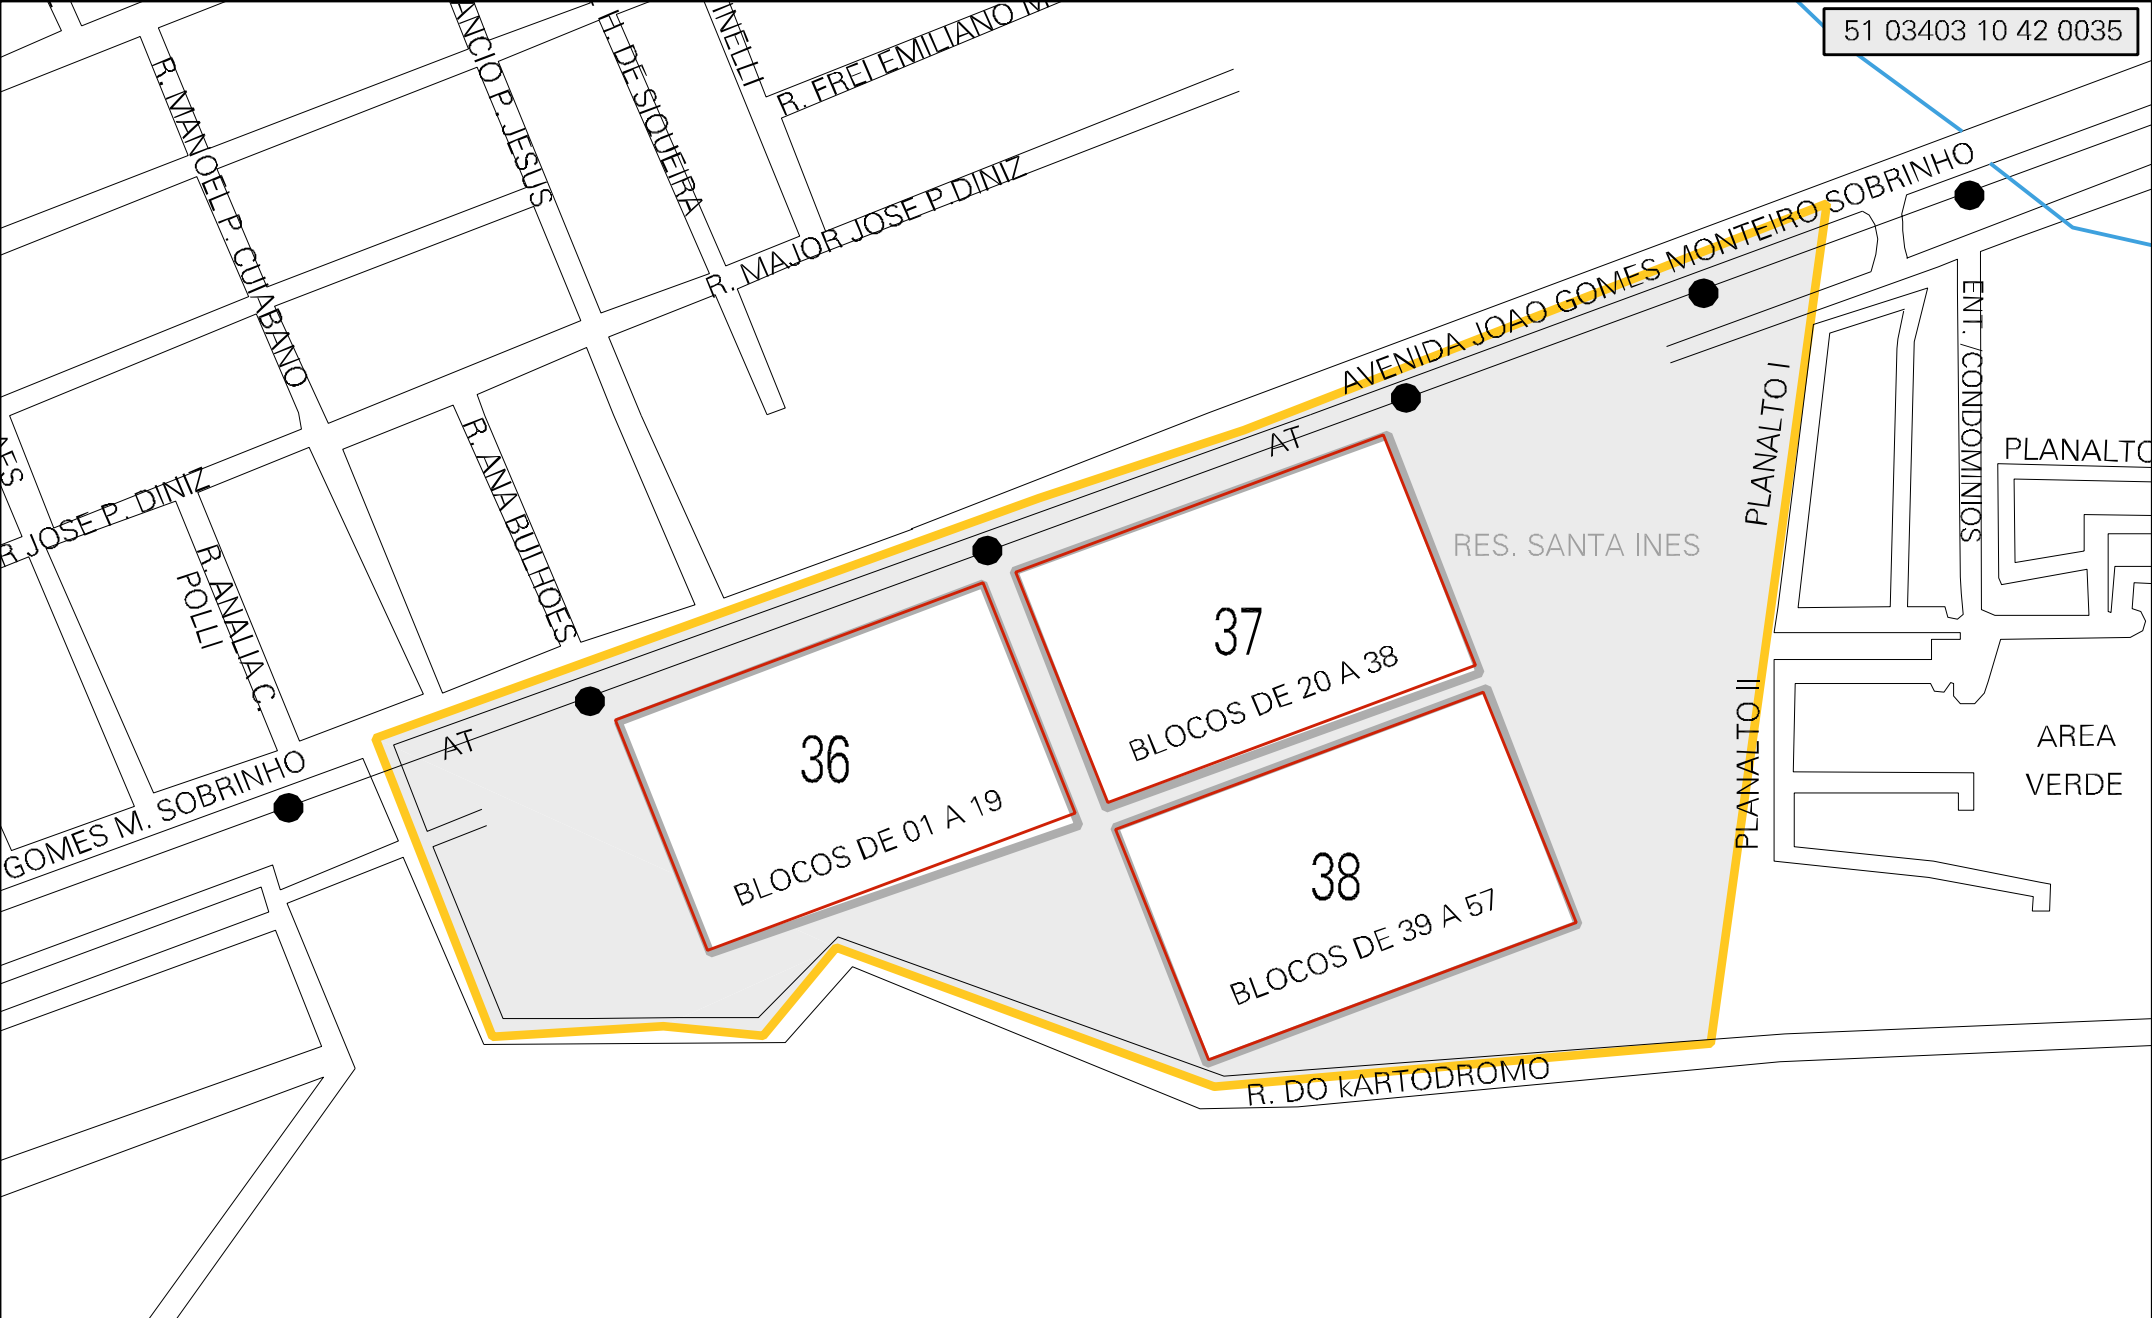 51 03403 10 42 0035
R. MANOEL P. CUIABANO
ANCIO P. JESUS
H. DE SIQUEIRA
INELLI
R. FREI EMILIANO M
R. MAJOR JOSE P.DINIZ
AVENIDA JOAO GOMES MONTEIRO SOBRINHO
ENT. /CONDOMINIOS
PLANALTO I
PLANALTO
R.JOSE P. DINIZ
R. ANA BULHOES
R. ANALIA C.
POLLI
AT
RES. SANTA INES
37
BLOCOS DE 20 A 38
36
BLOCOS DE 01 A 19
AT
GOMES M. SOBRINHO
PLANALTO II
AREA
VERDE
38
BLOCOS DE 39 A 57
R. DO kARTODROMO